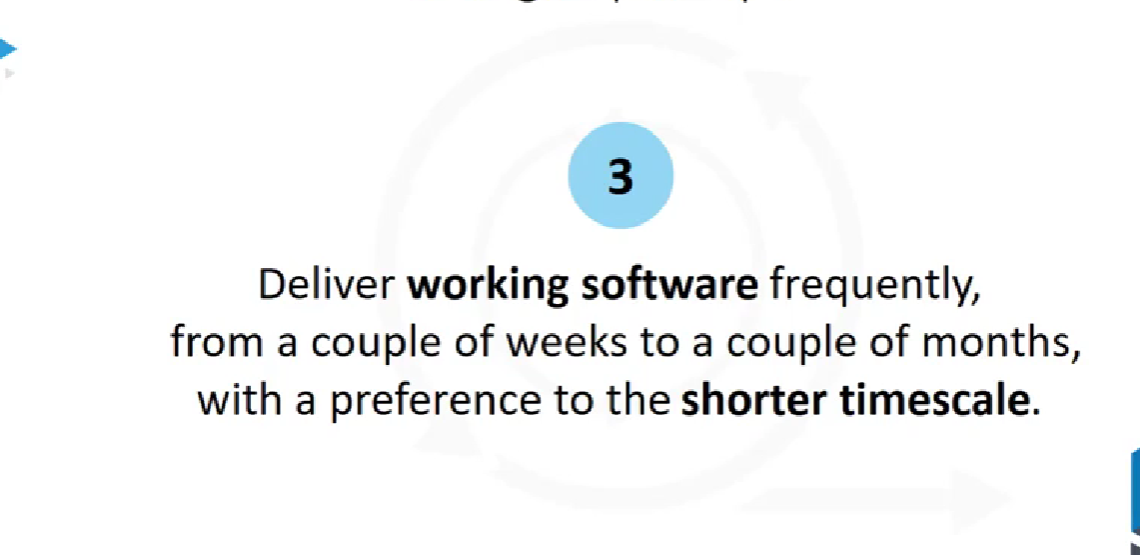 3
Deliver working software frequently,
from a couple of weeks to a couple of months,
with a preference to the shorter timescale.